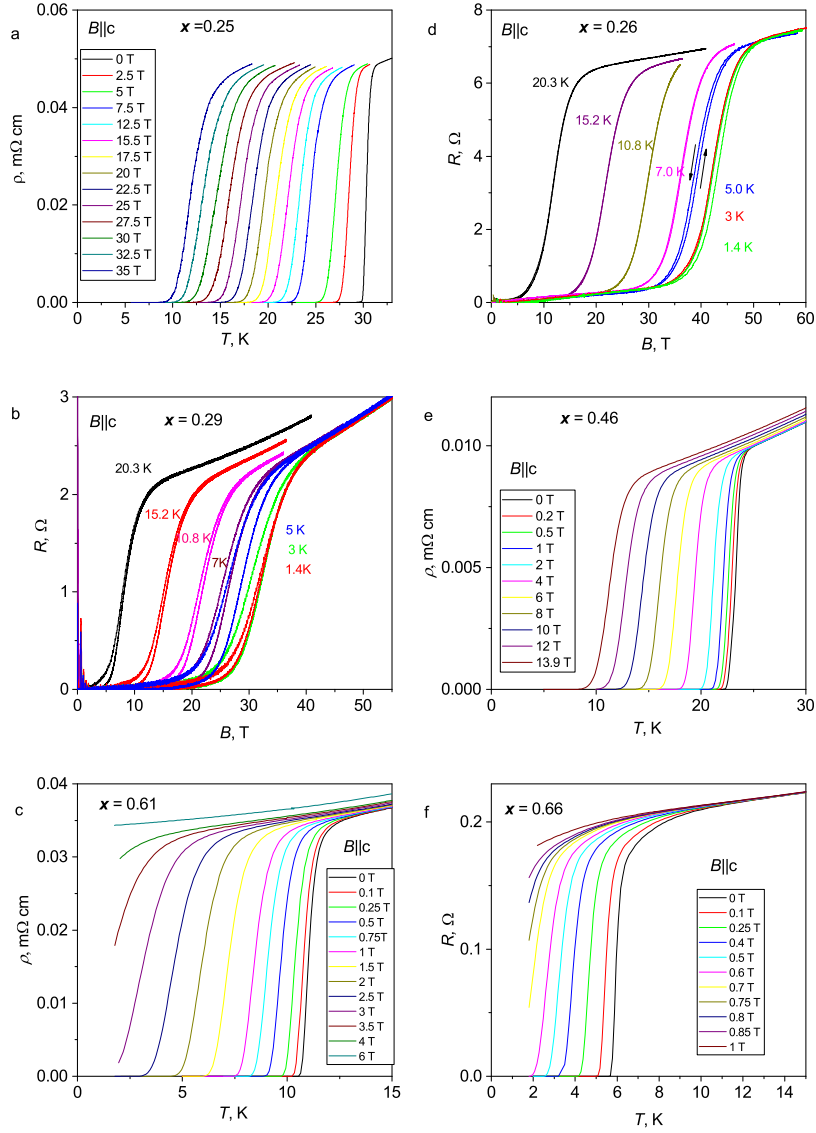 a
B||c
x =0.25
0 T
2.5 T
5 T
7.5 T
12.5 T
15.5 T
17.5 T
20 T
22.5 T
25 T
27.5 T
30 T
32.5 T
35 T
ρ, mΩ cm
0.06
0.04
0.02
0.00
0 5 10 15 20 25 30
T, K
d
B||c
x = 0.26
20.3 K
15.2 K
10.8 K
7.0 K
5.0 K
3 K
1.4 K
R, Ω
8
6
4
2
0
0 10 20 30 40 50 60
B, T
b
B||c
x = 0.29
20.3 K
15.2 K
10.8 K
7K
5 K
3 K
1.4K
R, Ω
3
2
1
0
0 10 20 30 40 50
B, T
e
x = 0.46
B||c
0 T
0.2 T
0.5 T
1 T
2 T
4 T
6 T
8 T
10 T
12 T
13.9 T
ρ, mΩ cm
0.010
0.005
0.000
0 10 20 30
T, K
c
x = 0.61
B||c
0 T
0.1 T
0.25 T
0.5 T
0.75T
1 T
1.5 T
2 T
2.5 T
3 T
3.5 T
4 T
6 T
ρ, mΩ cm
0.04
0.03
0.02
0.01
0.00
0 5 10 15
T, K
f
x = 0.66
B||c
0 T
0.1 T
0.25 T
0.4 T
0.5 T
0.6 T
0.7 T
0.75 T
0.8 T
0.85 T
1 T
R, Ω
0.2
0.1
0.0
0 2 4 6 8 10 12 14
T, K